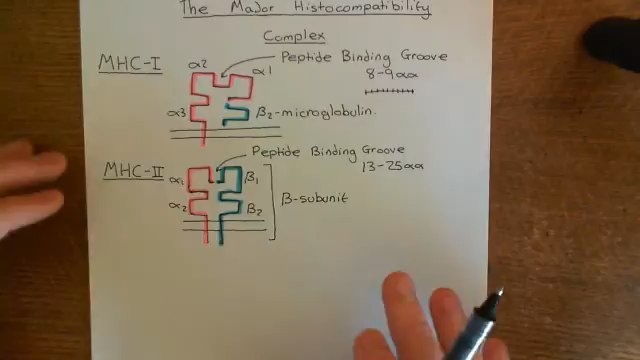 The Major Histocompatibility
Complex
MHC-I
α2
Peptide Binding Groove
α1
8-9αα
α3
β2-microglobulin.
MHC-II
Peptide Binding Groove
13-25αα
α1
β1
α2
β2
β-subunit